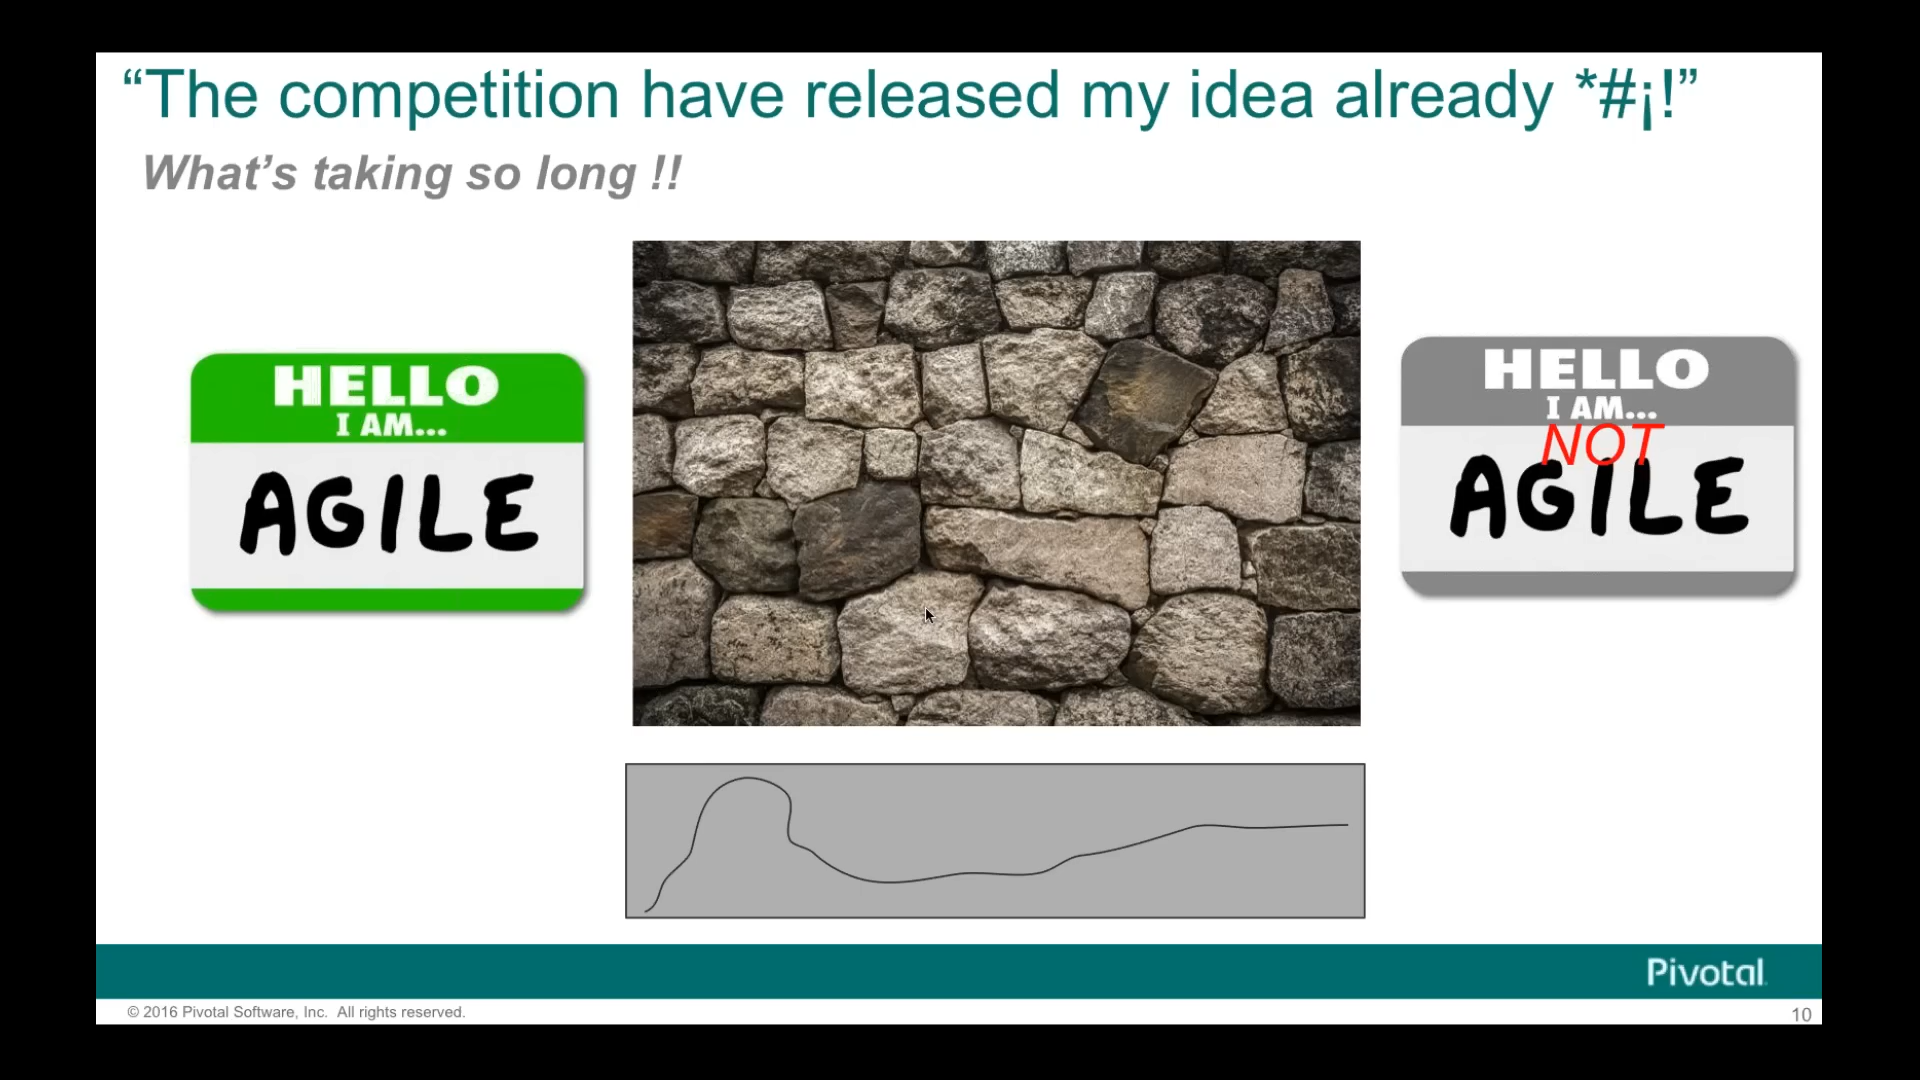 “The competition have released my idea already *#¡!”
What’s taking so long !!
HELLO
I AM...
AGILE
HELLO
I AM...
NOT
AGILE
Pivotal
© 2016 Pivotal Software, Inc. All rights reserved.
10